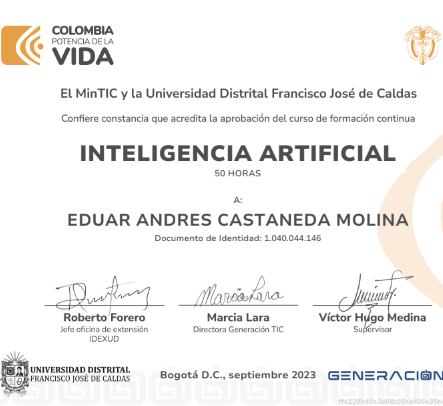 COLOMBIA
POTENCIA DE LA
VIDA
El MinTIC y la Universidad Distrital Francisco José de Caldas
Confiere constancia que acredita la aprobación del curso de formación continua
INTELIGENCIA ARTIFICIAL
50 HORAS
A:
EDUAR ANDRES CASTANEDA MOLINA
Documento de Identidad: 1.040.044.146
Roberto Forero
Jefe oficina de extensión
IDEXUD
Marcia Lara
Directora Generación TIC
Víctor Hugo Medina
Supervisor
UNIVERSIDAD DISTRITAL
FRANCISCO JOSÉ DE CALDAS
Bogotá D.C., septiembre 2023
GENERACIÓN